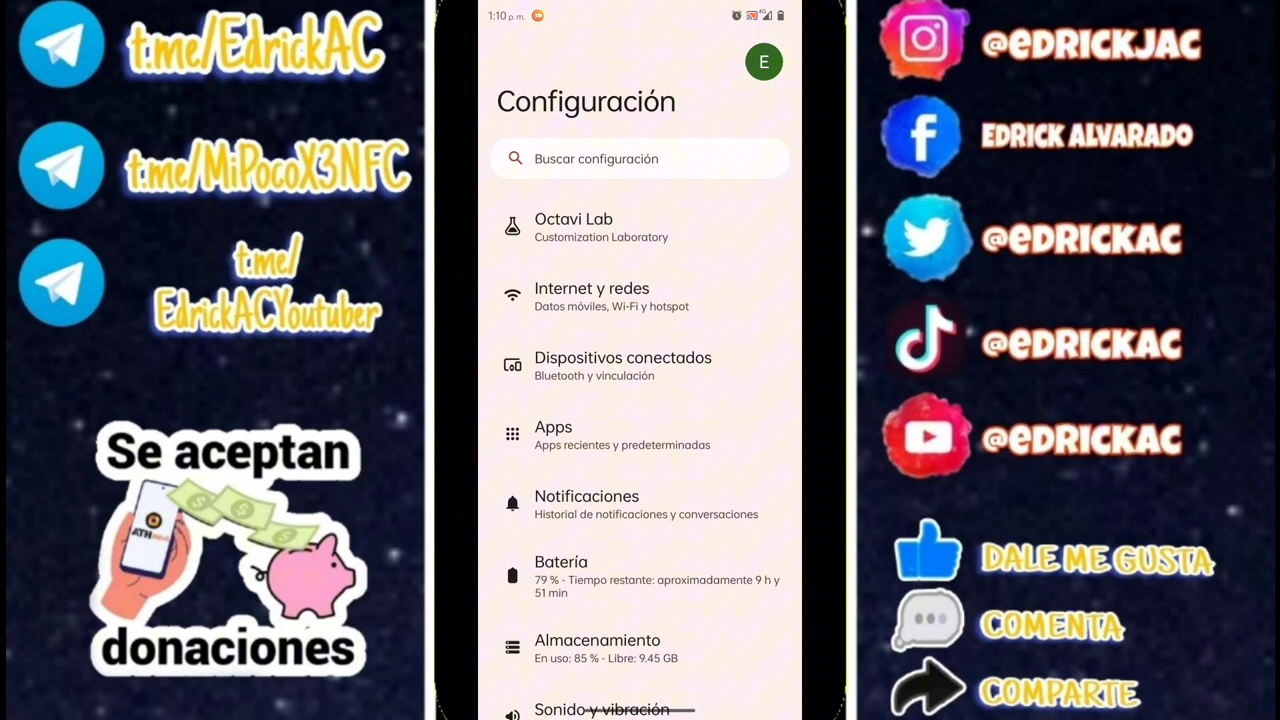 t.me/EdrickAC
t.me/MiPocoX3NFC
t.me/
EdrickACYoutuber
Se aceptan
ATH
donaciones
1:10 p. m.
4G
E
Configuración
Buscar configuración
Octavi Lab
Customization Laboratory
Internet y redes
Datos móviles, Wi-Fi y hotspot
Dispositivos conectados
Bluetooth y vinculación
Apps
Apps recientes y predeterminadas
Notificaciones
Historial de notificaciones y conversaciones
Batería
79 % - Tiempo restante: aproximadamente 9 h y
51 min
Almacenamiento
En uso: 85 % - Libre: 9.45 GB
Sonido y vibración
@EDRICKJAC
EDRICK ALVARADO
@EDRICKAC
@EDRICKAC
@EDRICKAC
DALE ME GUSTA
COMENTA
COMPARTE